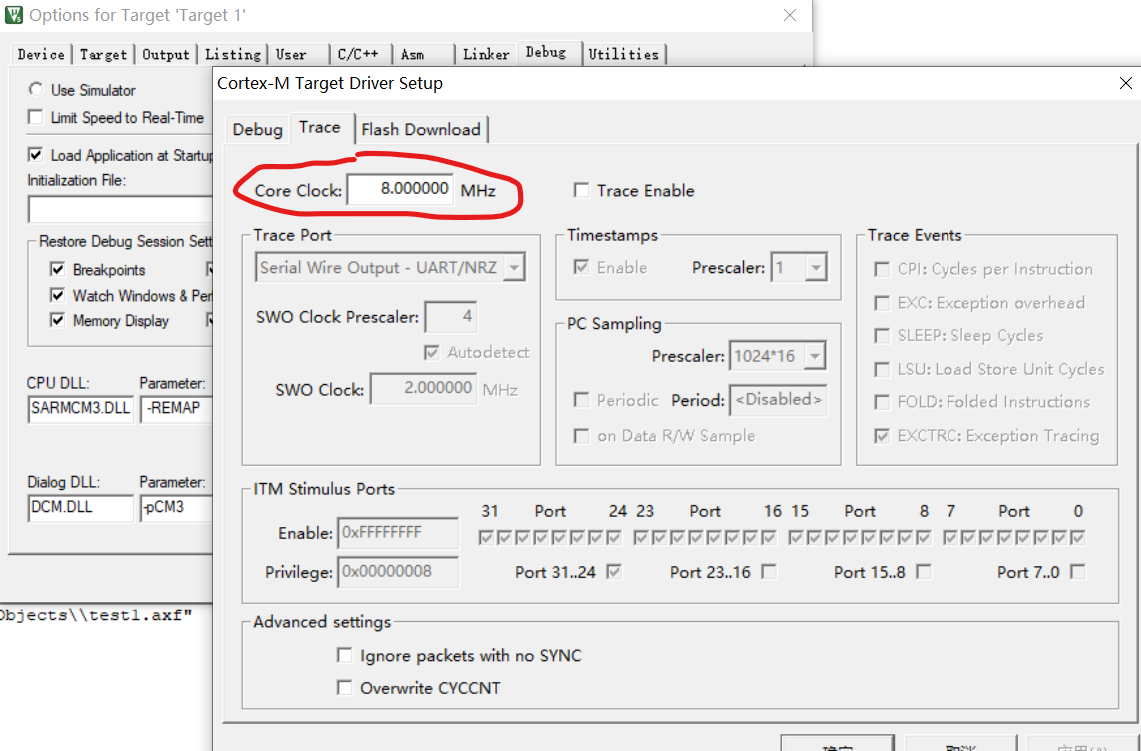 Options for Target 'Target 1'
Device Target Output Listing User C/C++ Asm Linker Debug Utilities
Use Simulator
Limit Speed to Real-Time
Load Application at Startup
Initialization File:
Restore Debug Session Sett
Breakpoints
Watch Windows & Per
Memory Display
CPU DLL: Parameter:
SARMCM3.DLL -REMAP
Dialog DLL: Parameter:
DCM.DLL -pCM3
Objects\\test1.axf"
Cortex-M Target Driver Setup
Debug Trace Flash Download
Core Clock: 8.000000 MHz
Trace Enable
Trace Port
Serial Wire Output - UART/NRZ
SWO Clock Prescaler: 4
Autodetect
SWO Clock: 2.000000 MHz
Timestamps
Enable Prescaler: 1
PC Sampling
Prescaler: 1024*16
Periodic Period: <Disabled>
on Data R/W Sample
Trace Events
CPI: Cycles per Instruction
EXC: Exception overhead
SLEEP: Sleep Cycles
LSU: Load Store Unit Cycles
FOLD: Folded Instructions
EXCTRC: Exception Tracing
ITM Stimulus Ports
31 Port 24 23 Port 16 15 Port 8 7 Port 0
Enable: 0xFFFFFFFF
Privilege: 0x00000008 Port 31..24 Port 23..16 Port 15..8 Port 7..0
Advanced settings
Ignore packets with no SYNC
Overwrite CYCCNT
确定 取消 应用(A)